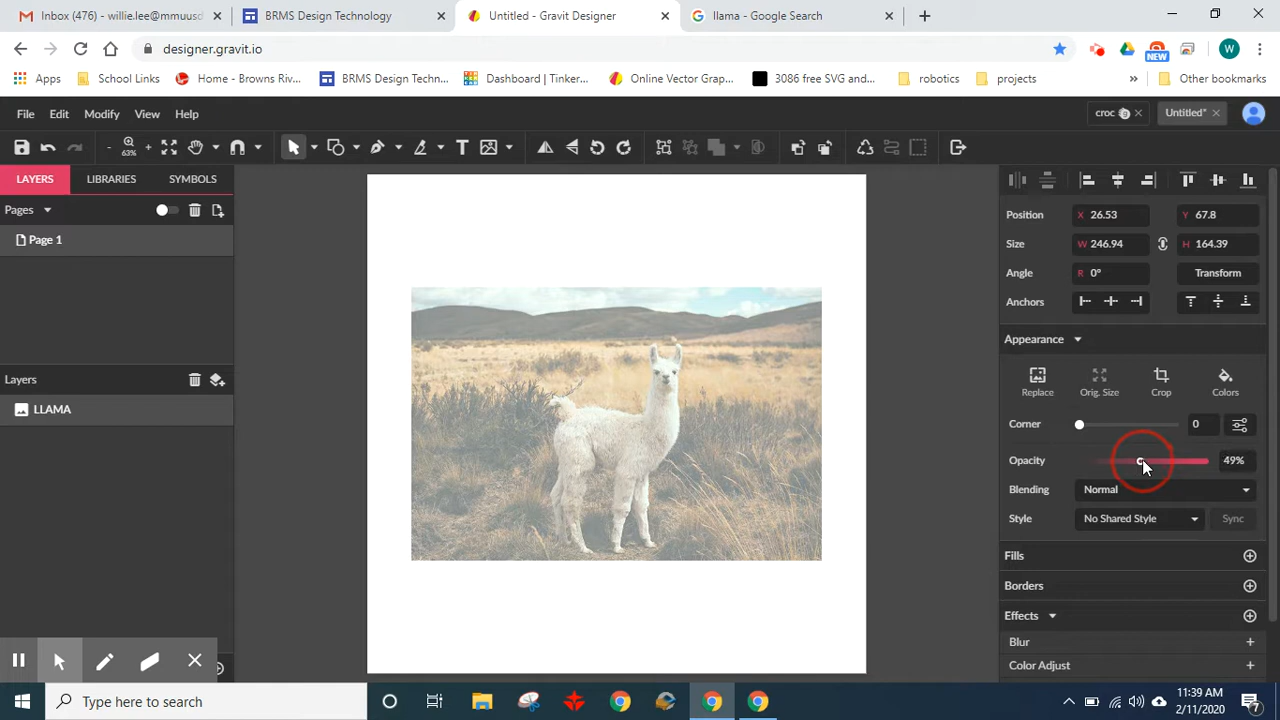 Inbox (476) - willie.lee@mmuusd
BRMS Design Technology
Untitled - Gravit Designer
llama - Google Search
designer.gravit.io
W
NEW
Apps
School Links
Home - Browns Riv...
BRMS Design Techn...
Dashboard | Tinker...
Online Vector Grap...
3086 free SVG and...
robotics
projects
»
Other bookmarks
File
Edit
Modify
View
Help
croc
Untitled*
63%
LAYERS
LIBRARIES
SYMBOLS
Pages
Page 1
Layers
LLAMA
Position
X 26.53
Y 67.8
Size
W 246.94
H 164.39
Angle
R 0°
Transform
Anchors
Appearance
Replace
Orig. Size
Crop
Colors
Corner
0
Opacity
49%
Blending
Normal
Style
No Shared Style
Sync
Fills
Borders
Effects
Blur
Color Adjust
Type here to search
11:39 AM
2/11/2020
7